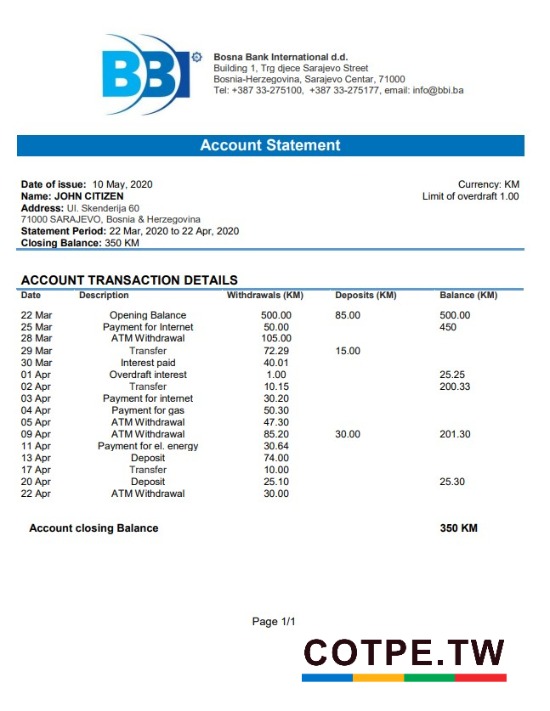 BBI
Bosna Bank International d.d.
Building 1, Trg djece Sarajevo Street
Bosnia-Herzegovina, Sarajevo Centar, 71000
Tel: +387 33-275100, +387 33-275177, email: info@bbi.ba
Account Statement
Date of issue: 10 May, 2020 Currency: KM
Name: JOHN CITIZEN Limit of overdraft 1.00
Address: Ul. Skenderija 60
71000 SARAJEVO, Bosnia & Herzegovina
Statement Period: 22 Mar, 2020 to 22 Apr, 2020
Closing Balance: 350 KM
ACCOUNT TRANSACTION DETAILS
Date Description Withdrawals (KM) Deposits (KM) Balance (KM)
22 Mar Opening Balance 500.00 85.00 500.00
25 Mar Payment for Internet 50.00 450
28 Mar ATM Withdrawal 105.00
29 Mar Transfer 72.29 15.00
30 Mar Interest paid 40.01
01 Apr Overdraft interest 1.00 25.25
02 Apr Transfer 10.15 200.33
03 Apr Payment for internet 30.20
04 Apr Payment for gas 50.30
05 Apr ATM Withdrawal 47.30
09 Apr ATM Withdrawal 85.20 30.00 201.30
11 Apr Payment for el. energy 30.64
13 Apr Deposit 74.00
17 Apr Transfer 10.00
20 Apr Deposit 25.10 25.30
22 Apr ATM Withdrawal 30.00
Account closing Balance 350 KM
Page 1/1
COTPE.TW